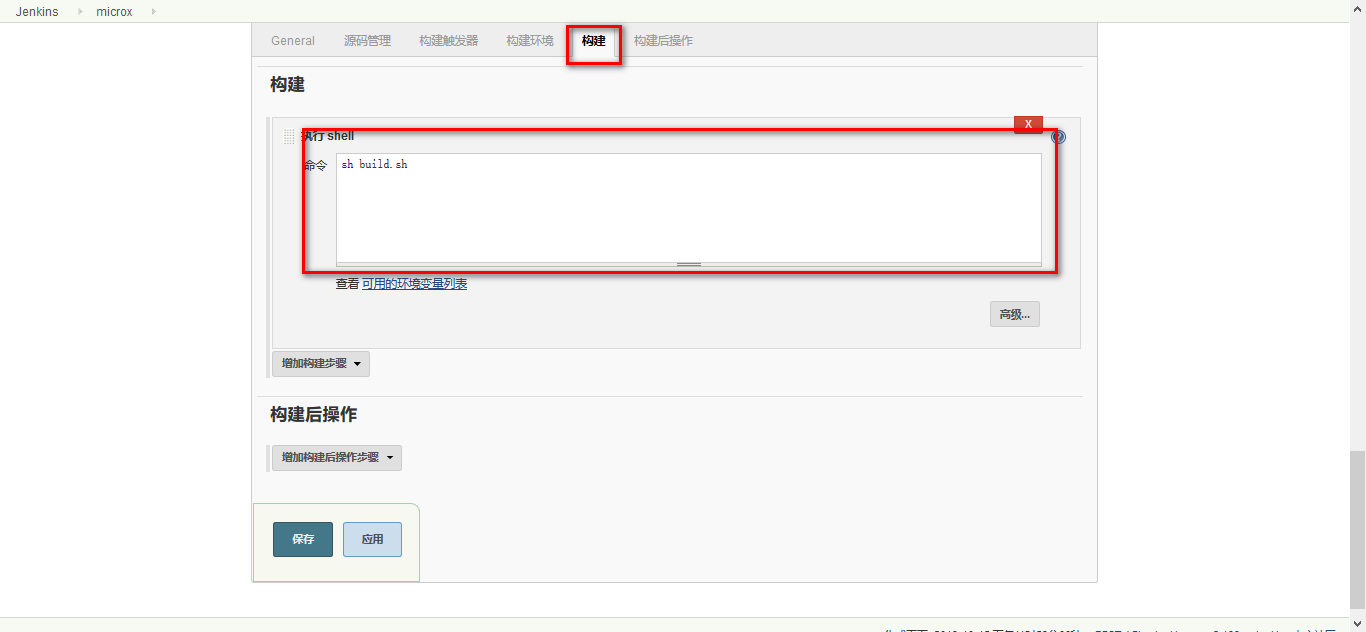 Jenkins microx
General 源码管理 构建触发器 构建环境 构建 构建后操作
构建
X
执行 shell
命令 sh build.sh
查看 可用的环境变量列表
高级...
增加构建步骤
构建后操作
增加构建后操作步骤
保存 应用